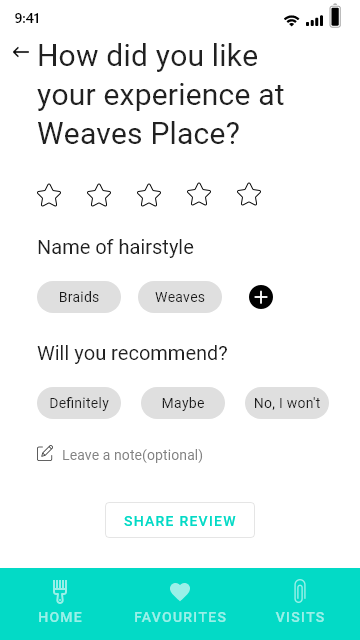 9:41
How did you like
your experience at
Weaves Place?
Name of hairstyle
Braids Weaves
Will you recommend?
Definitely Maybe No, I won't
Leave a note(optional)
SHARE REVIEW
HOME FAVOURITES VISITS